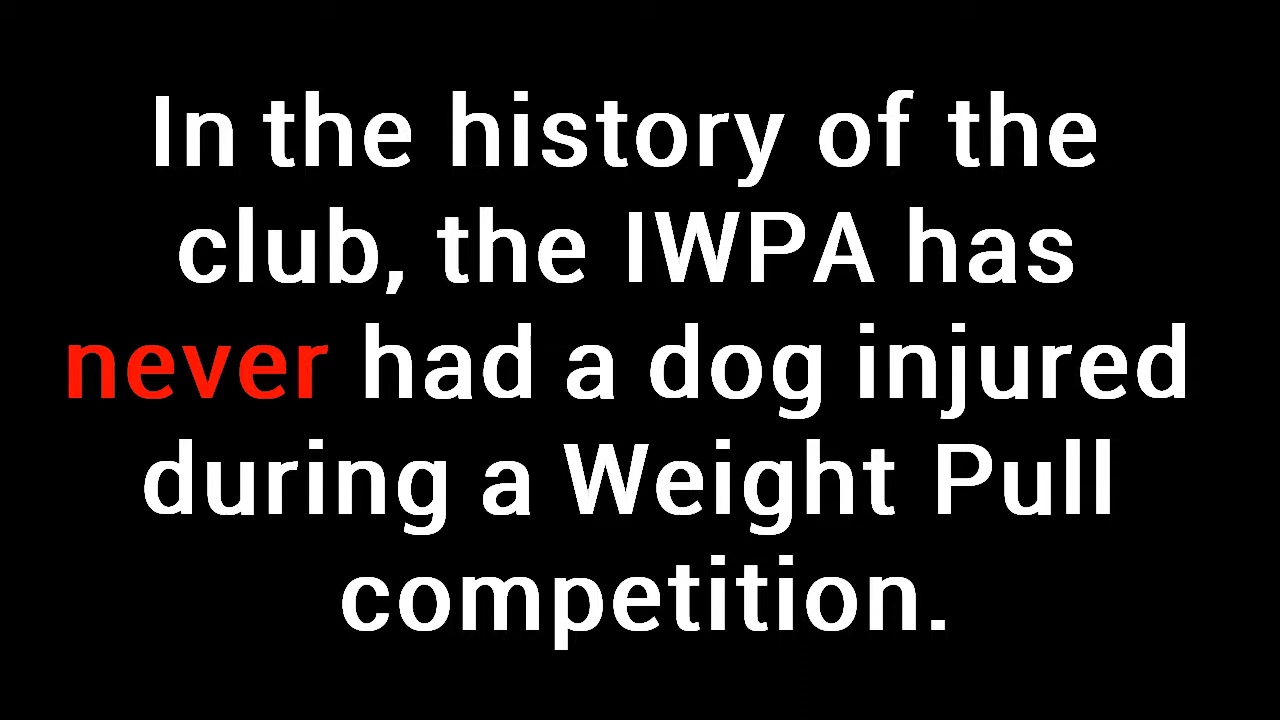 In the history of the
club, the IWPA has
never had a dog injured
during a Weight Pull
competition.